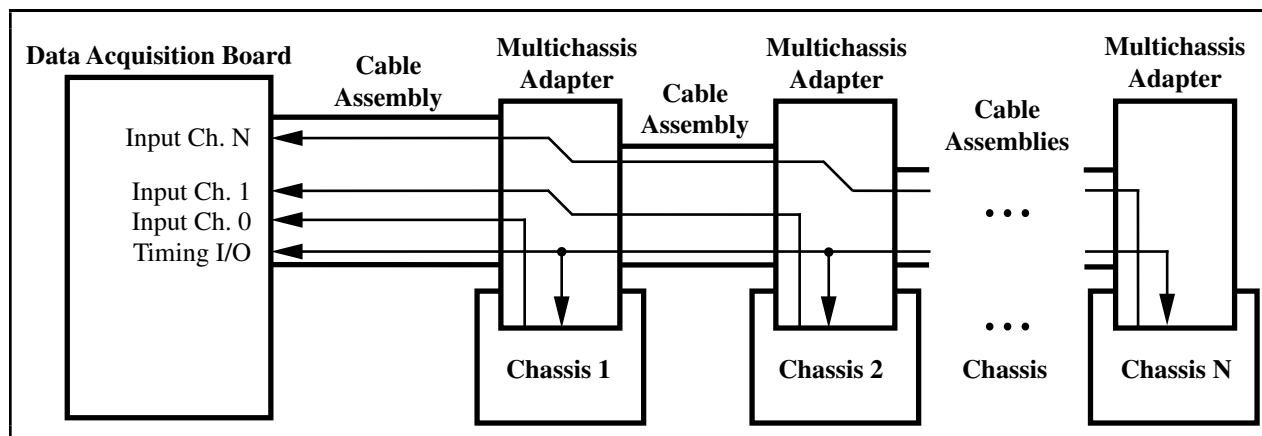 Data Acquisition Board
Cable
Assembly
Multichassis
Adapter
Cable
Assembly
Multichassis
Adapter
Cable
Assemblies
Multichassis
Adapter
Input Ch. N
Input Ch. 1
Input Ch. 0
Timing I/O
Chassis 1
Chassis 2
Chassis
Chassis N